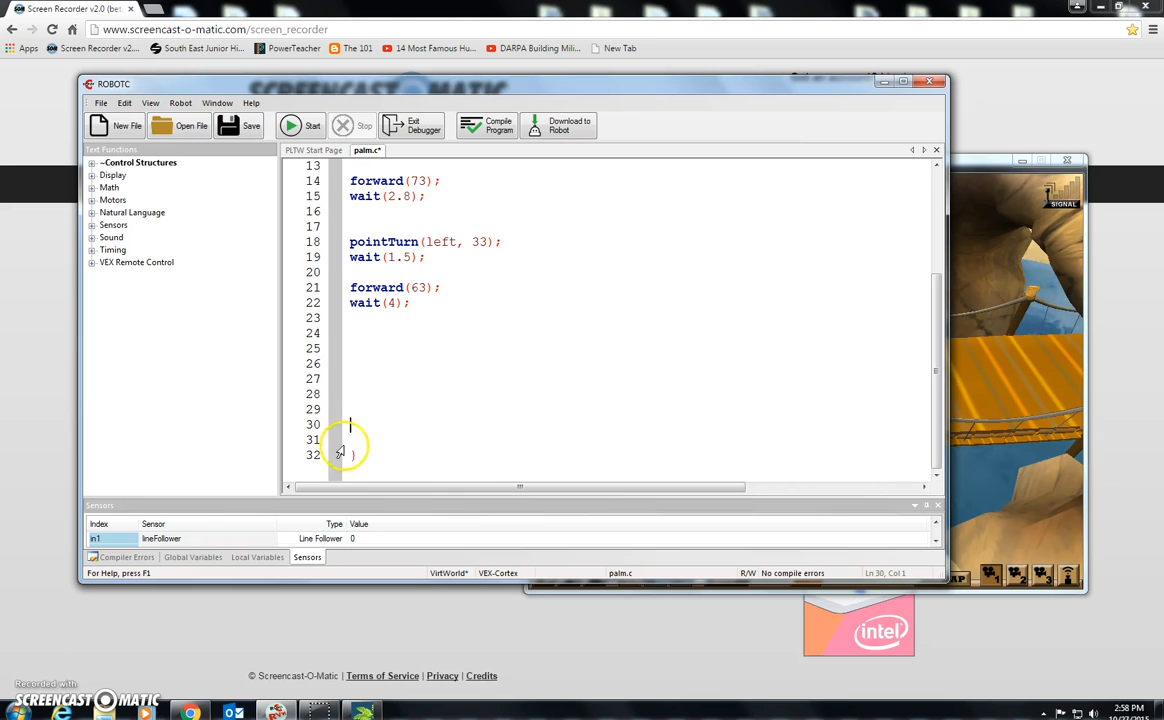 Screen Recorder v2.0 (bet
www.screencast-o-matic.com/screen_recorder
Apps
Screen Recorder v2....
South East Junior Hi...
PowerTeacher
The 101
14 Most Famous Hu...
DARPA Building Mili...
New Tab
ROBOTC
File Edit View Robot Window Help
New File
Open File
Save
Start
Stop
Exit Debugger
Compile Program
Download to Robot
Text Functions
PLTW Start Page
palm.c*
~Control Structures
Display
Math
Motors
Natural Language
Sensors
Sound
Timing
VEX Remote Control
13
14 forward(73);
15 wait(2.8);
16
17
18 pointTurn(left, 33);
19 wait(1.5);
20
21 forward(63);
22 wait(4);
23
24
25
26
27
28
29
30
31
32 }
SIGNAL
Sensors
Index Sensor Type Value
in1 lineFollower Line Follower 0
Compiler Errors Global Variables Local Variables Sensors
For Help, press F1 VirtWorld* VEX-Cortex palm.c R/W No compile errors Ln 30, Col 1
AP 1 2 3
intel
© Screencast-O-Matic | Terms of Service | Privacy | Credits
Recorded with
SCREENCAST-O-MATIC
2:58 PM
10/27/2015